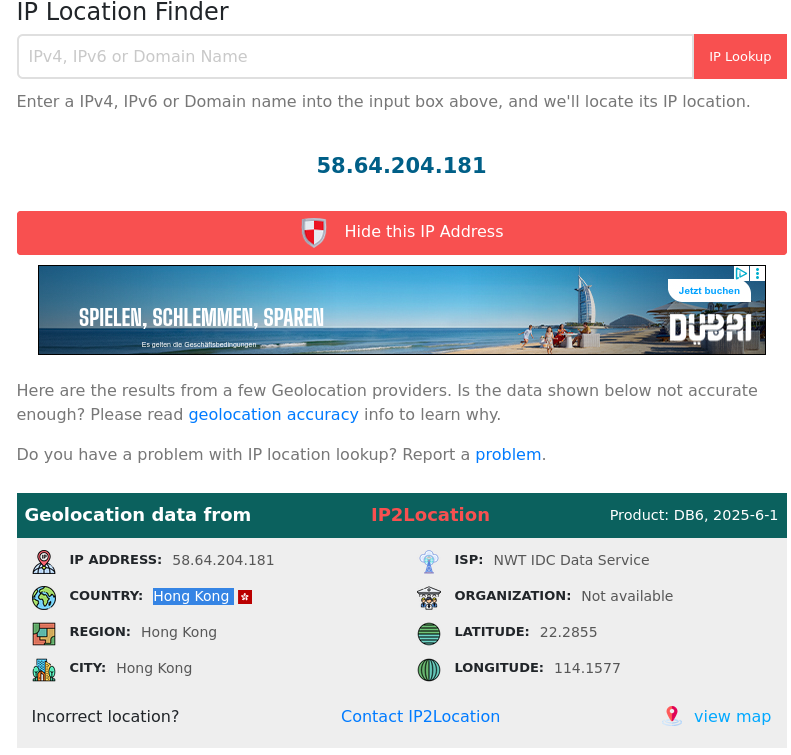 IP Location Finder
IPv4, IPv6 or Domain Name
IP Lookup
Enter a IPv4, IPv6 or Domain name into the input box above, and we'll locate its IP location.
58.64.204.181
Hide this IP Address
Jetzt buchen
SPIELEN, SCHLEMMEN, SPAREN
Es gelten die Geschäftsbedingungen
DUBAI
Here are the results from a few Geolocation providers. Is the data shown below not accurate
enough? Please read geolocation accuracy info to learn why.
Do you have a problem with IP location lookup? Report a problem.
Geolocation data from IP2Location Product: DB6, 2025-6-1
IP ADDRESS: 58.64.204.181
ISP: NWT IDC Data Service
COUNTRY: Hong Kong
ORGANIZATION: Not available
REGION: Hong Kong
LATITUDE: 22.2855
CITY: Hong Kong
LONGITUDE: 114.1577
Incorrect location? Contact IP2Location view map